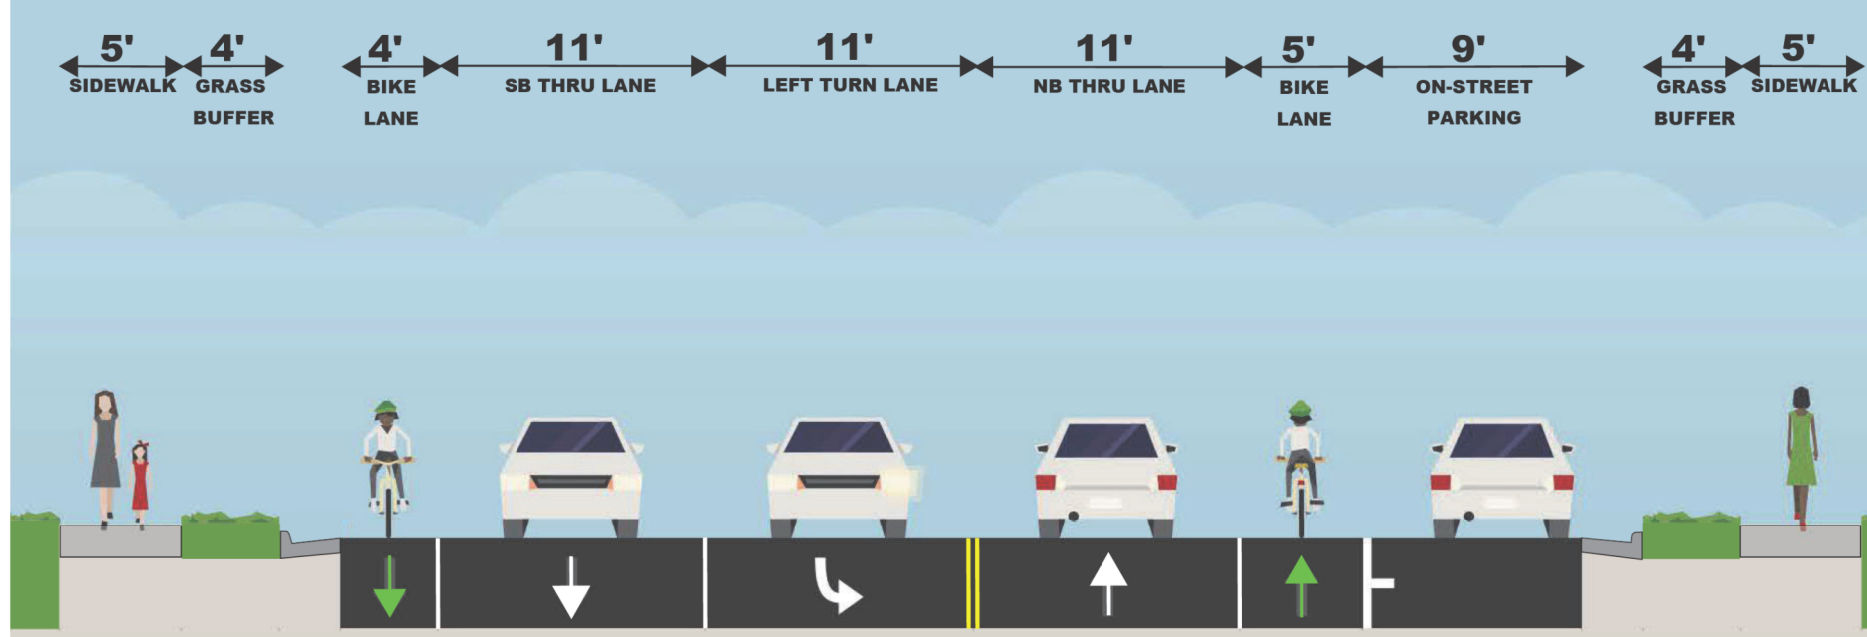 5' 4' 4' 11' 11' 11' 5' 9' 4' 5'
SIDEWALK GRASS BIKE SB THRU LANE LEFT TURN LANE NB THRU LANE BIKE ON-STREET GRASS SIDEWALK
BUFFER LANE LANE PARKING BUFFER